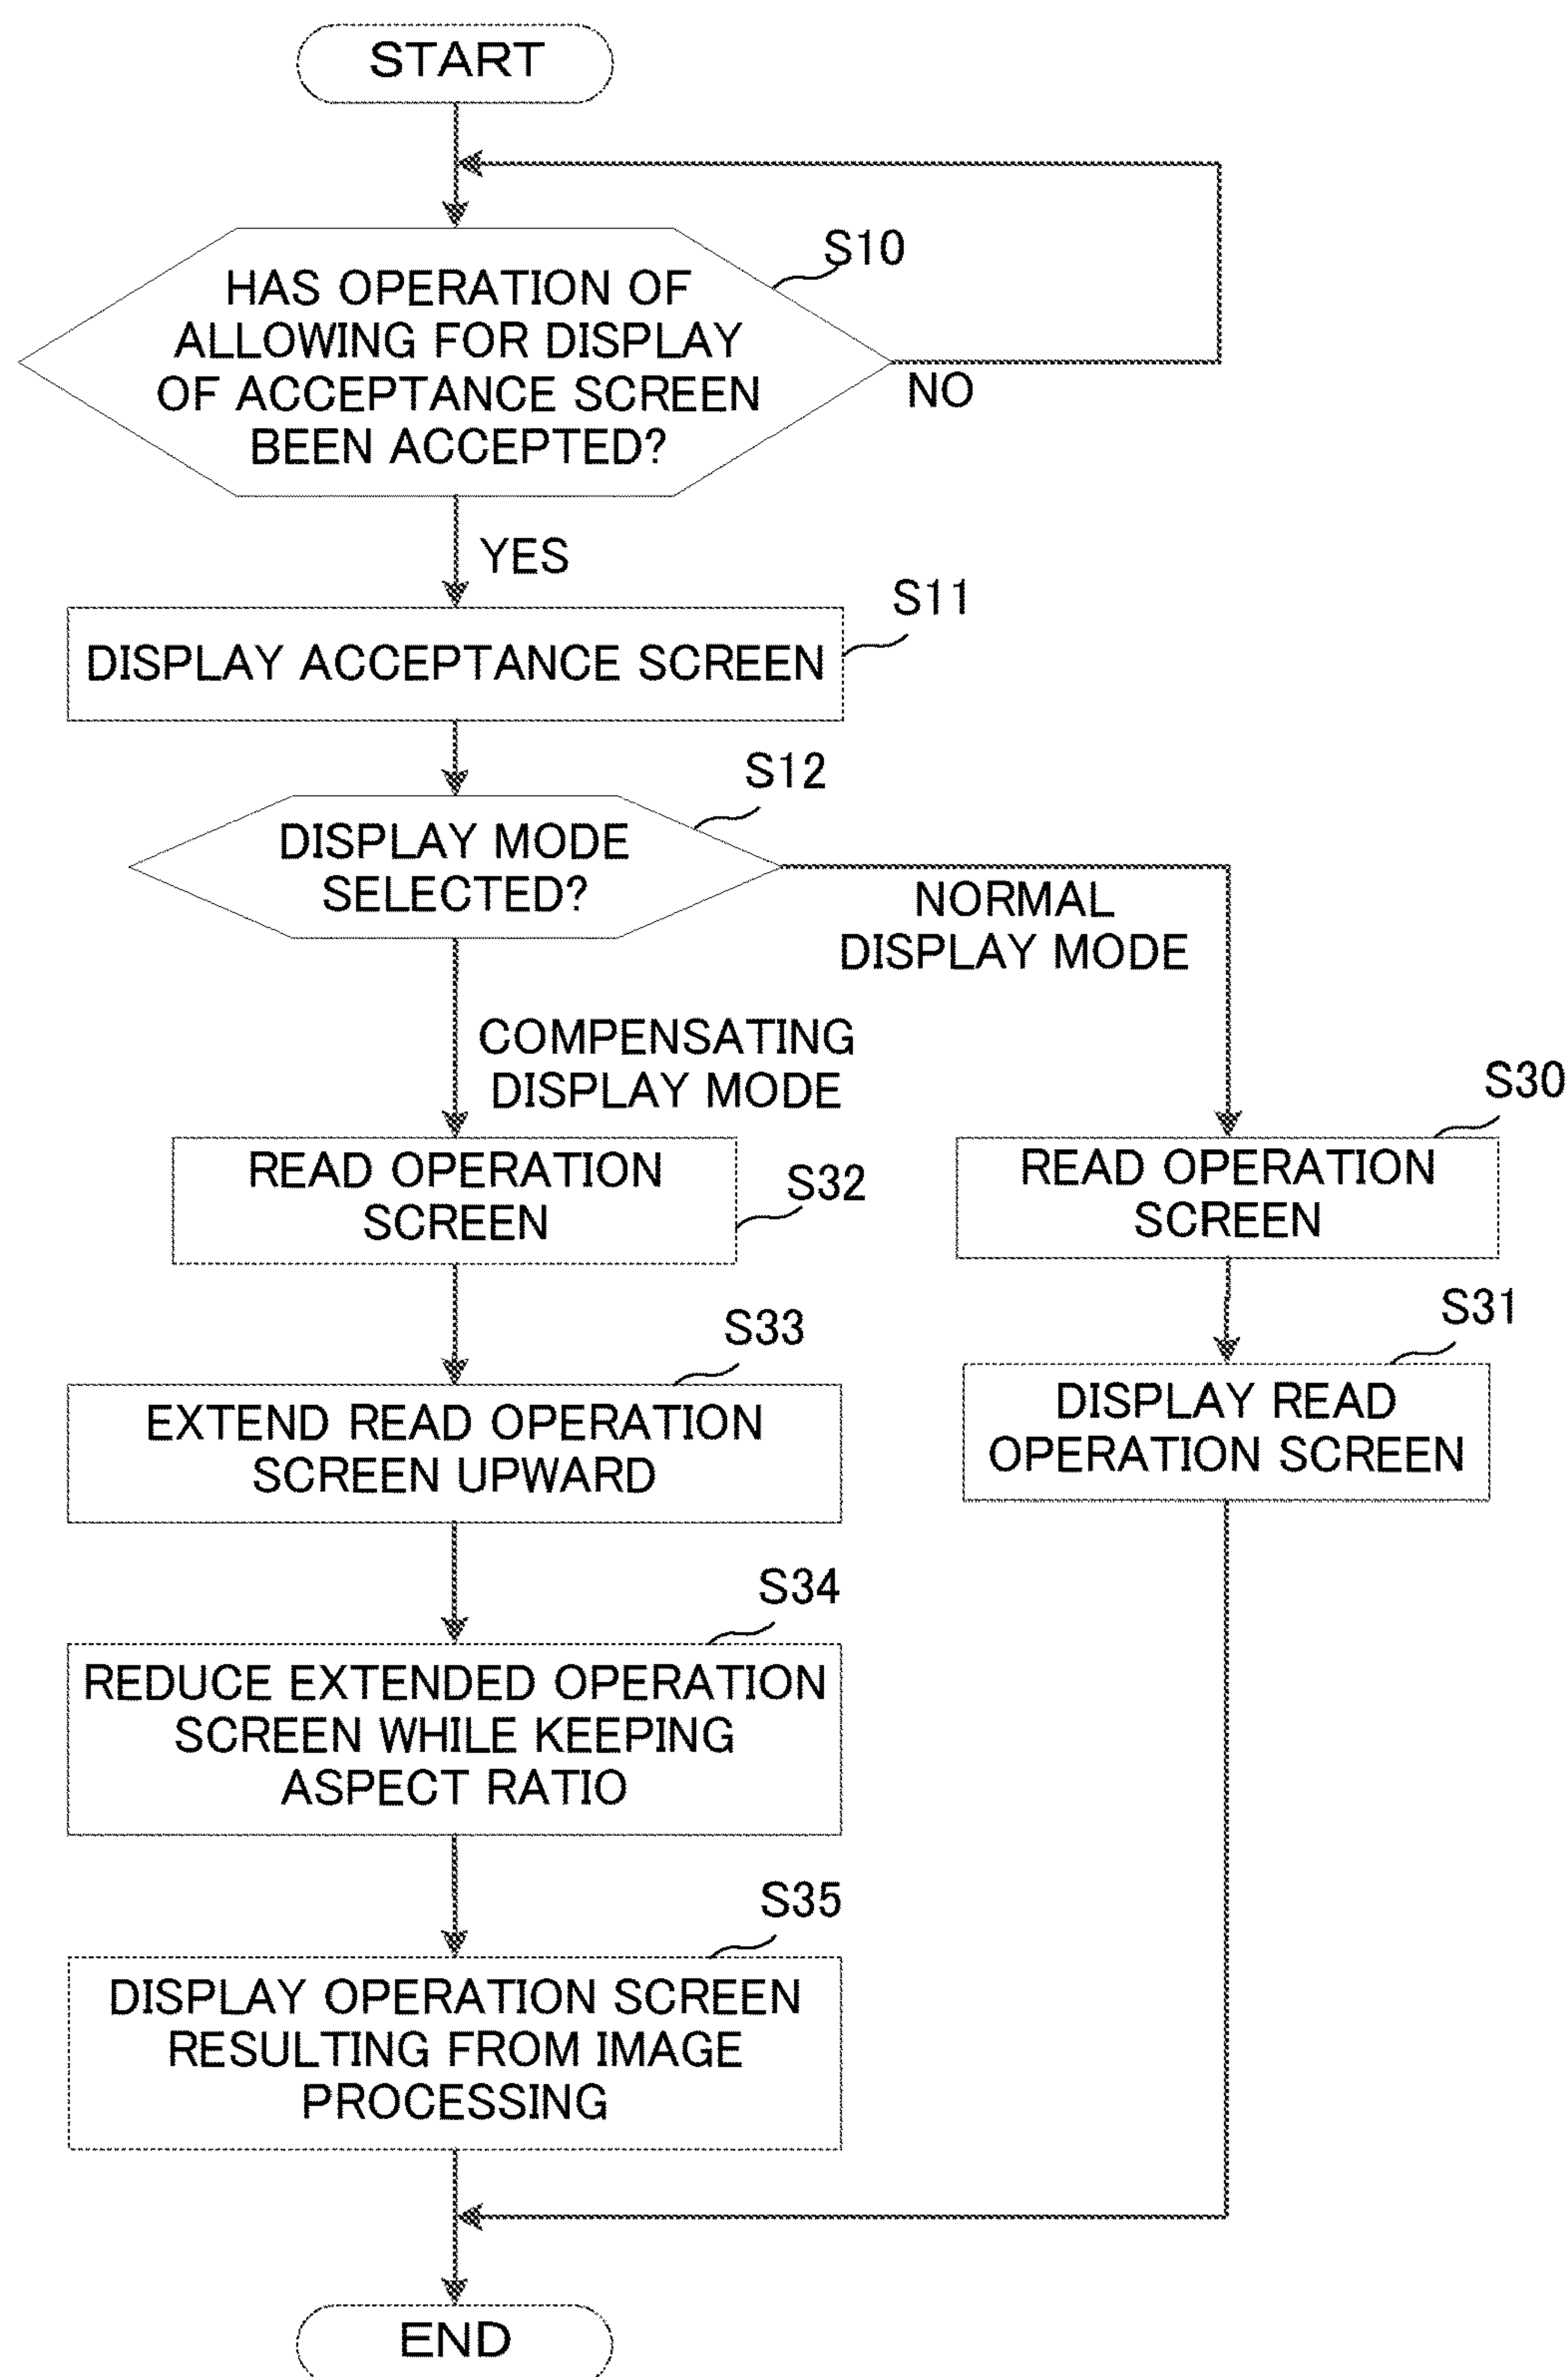 START
S10
HAS OPERATION OF
ALLOWING FOR DISPLAY
OF ACCEPTANCE SCREEN
BEEN ACCEPTED?
NO
YES
S11
DISPLAY ACCEPTANCE SCREEN
S12
DISPLAY MODE
SELECTED?
NORMAL
DISPLAY MODE
COMPENSATING
DISPLAY MODE
S32
READ OPERATION
SCREEN
S30
READ OPERATION
SCREEN
S33
EXTEND READ OPERATION
SCREEN UPWARD
S31
DISPLAY READ
OPERATION SCREEN
S34
REDUCE EXTENDED OPERATION
SCREEN WHILE KEEPING
ASPECT RATIO
S35
DISPLAY OPERATION SCREEN
RESULTING FROM IMAGE
PROCESSING
END